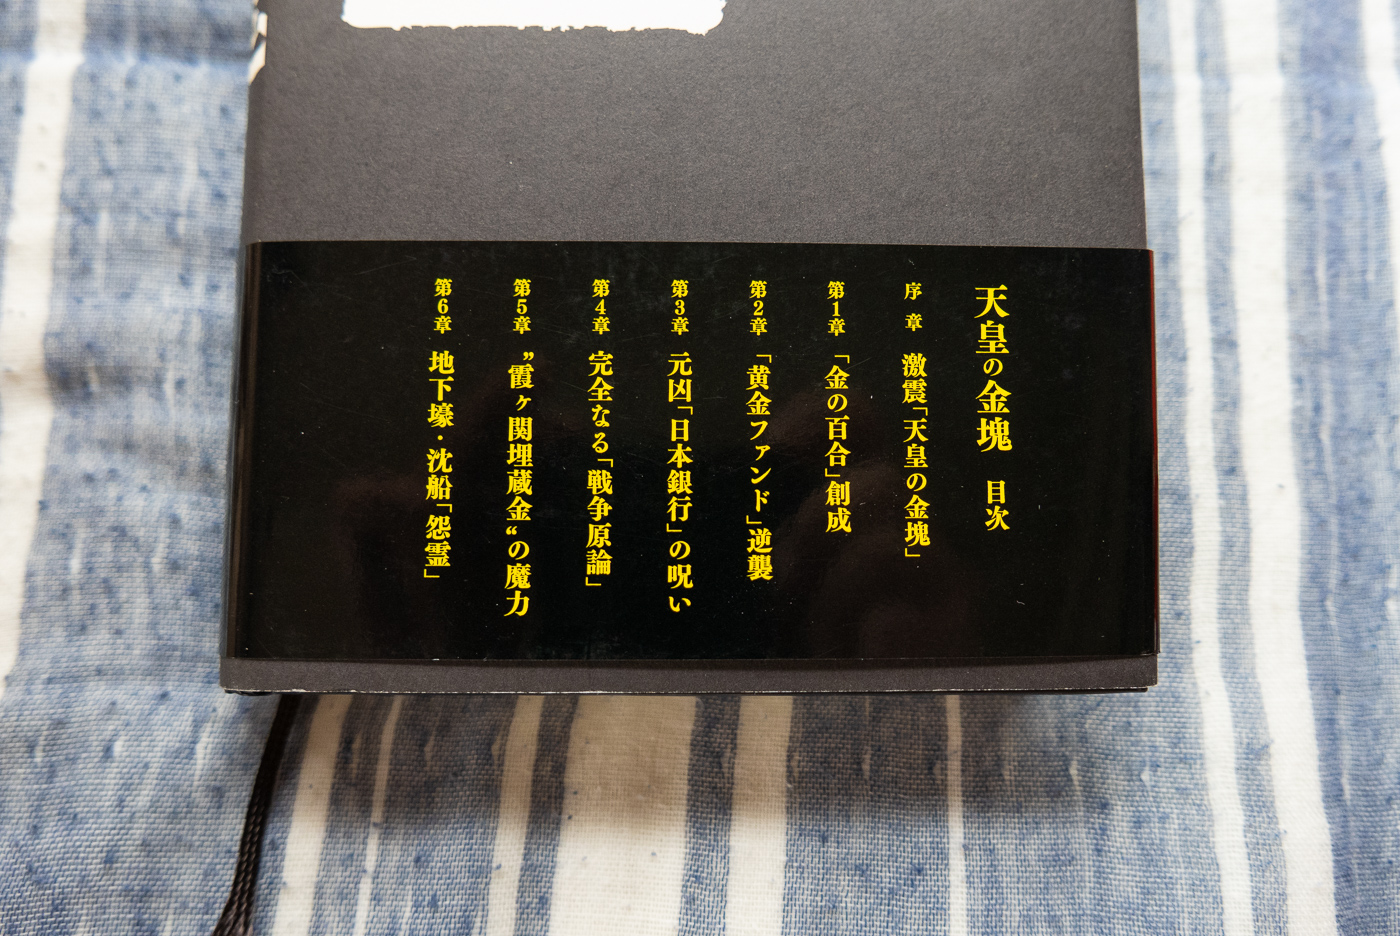 天皇の金塊 目次
序章 激震「天皇の金塊」
第1章 「金の百合」創成
第2章 「黄金ファンド」逆襲
第3章 元凶「日本銀行」の呪い
第4章 完全なる「戦争原論」
第5章 ”霞ヶ関埋蔵金“の魔力
第6章 地下壕・沈船「怨霊」